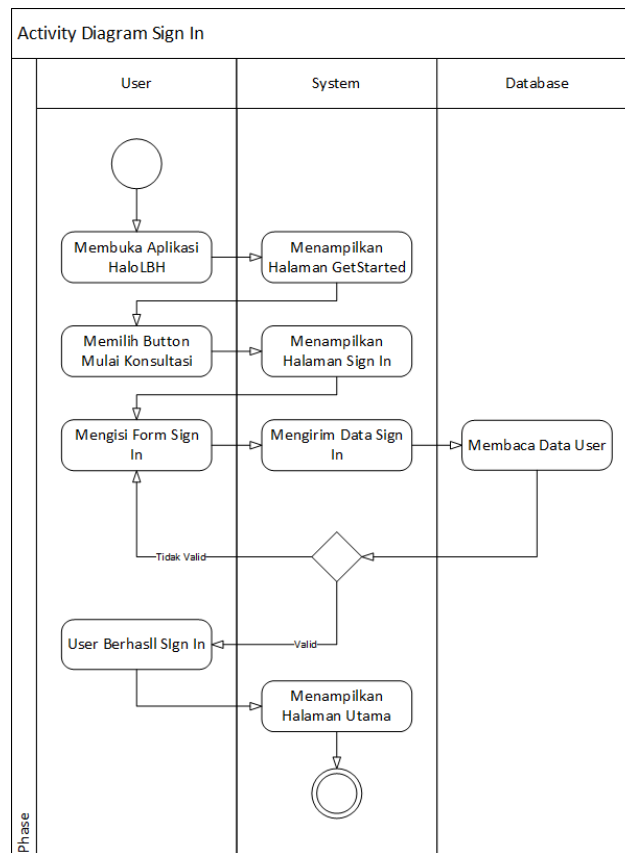 Activity Diagram Sign In
User
System
Database
Membuka Aplikasi
HaloLBH
Menampilkan
Halaman GetStarted
Memilih Button
Mulai Konsultasi
Menampilkan
Halaman Sign In
Mengisi Form Sign
In
Mengirim Data Sign
In
Membaca Data User
Tidak Valid
Valid
User Berhasil SIgn In
Menampilkan
Halaman Utama
Phase